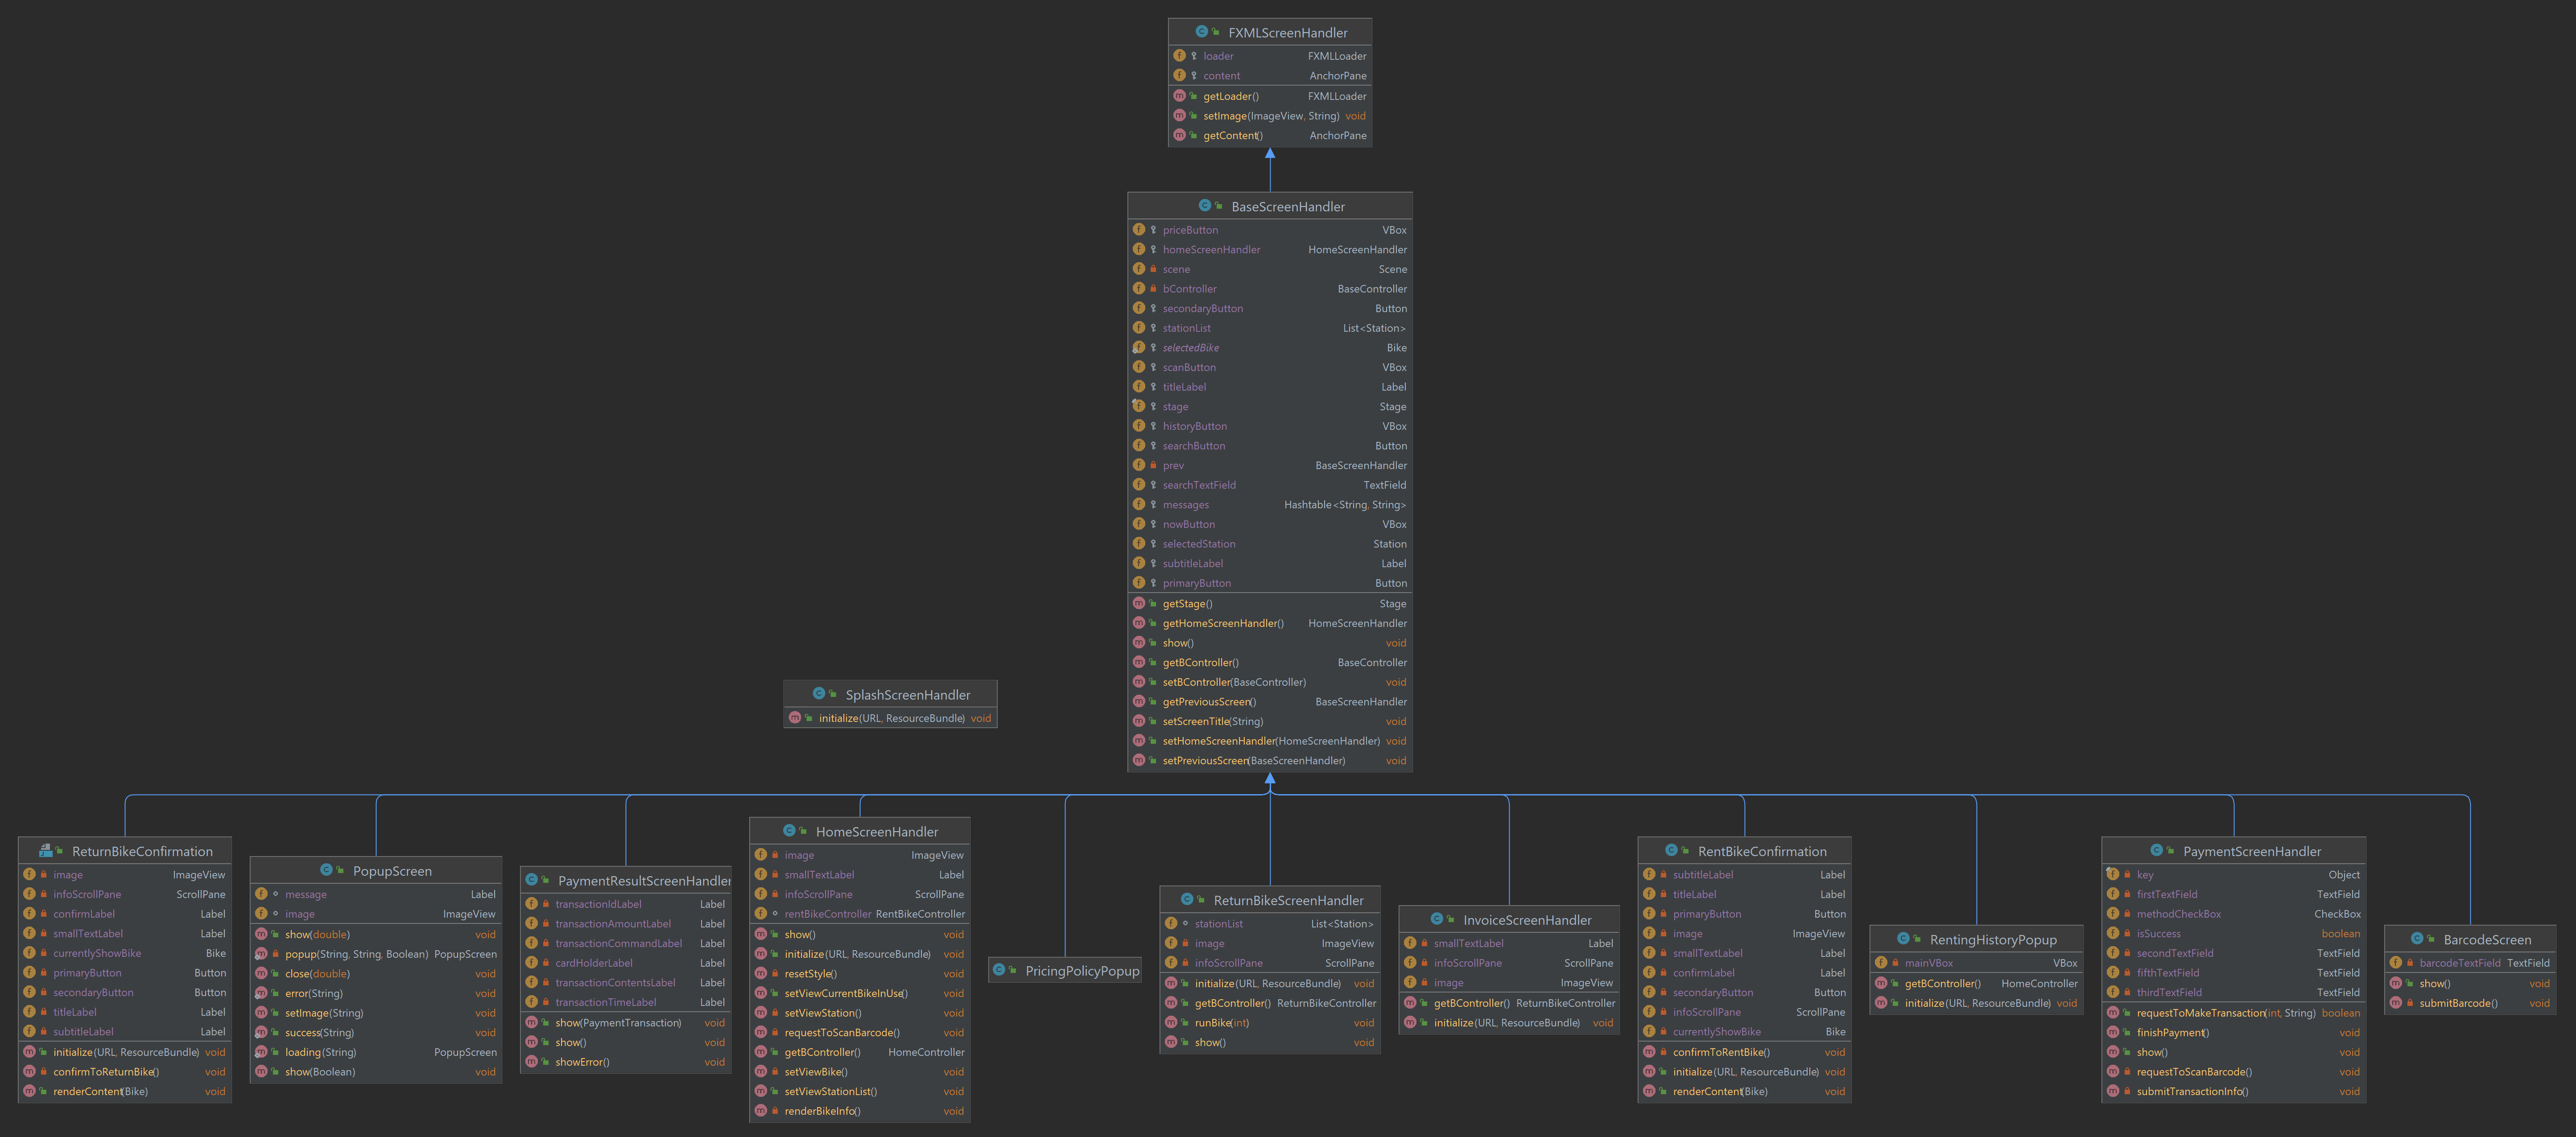 FXMLScreenHandler
loader FXMLLoader
content AnchorPane
getLoader() FXMLLoader
setImage(ImageView, String) void
getContent() AnchorPane
BaseScreenHandler
priceButton VBox
homeScreenHandler HomeScreenHandler
scene Scene
bController BaseController
secondaryButton Button
stationList List<Station>
selectedBike Bike
scanButton VBox
titleLabel Label
stage Stage
historyButton VBox
searchButton Button
prev BaseScreenHandler
searchTextField TextField
messages Hashtable<String, String>
nowButton VBox
selectedStation Station
subtitleLabel Label
primaryButton Button
getStage() Stage
getHomeScreenHandler() HomeScreenHandler
show() void
getBController() BaseController
setBController(BaseController) void
getPreviousScreen() BaseScreenHandler
setScreenTitle(String) void
setHomeScreenHandler(HomeScreenHandler) void
setPreviousScreen(BaseScreenHandler) void
SplashScreenHandler
initialize(URL, ResourceBundle) void
ReturnBikeConfirmation
image ImageView
infoScrollPane ScrollPane
confirmLabel Label
smallTextLabel Label
currentlyShowBike Bike
primaryButton Button
secondaryButton Button
titleLabel Label
subtitleLabel Label
initialize(URL, ResourceBundle) void
confirmToReturnBike() void
renderContent(Bike) void
PopupScreen
message Label
image ImageView
show(double) void
popup(String, String, Boolean) PopupScreen
close(double) void
error(String) void
setImage(String) void
success(String) void
loading(String) PopupScreen
show(Boolean) void
PaymentResultScreenHandler
transactionIdLabel Label
transactionAmountLabel Label
transactionCommandLabel Label
cardHolderLabel Label
transactionContentsLabel Label
transactionTimeLabel Label
show(PaymentTransaction) void
show() void
showError() void
HomeScreenHandler
image ImageView
smallTextLabel Label
infoScrollPane ScrollPane
rentBikeController RentBikeController
show() void
initialize(URL, ResourceBundle) void
resetStyle() void
setViewCurrentBikeInUse() void
setViewStation() void
requestToScanBarcode() void
getBController() HomeController
setViewBike() void
setViewStationList() void
renderBikeInfo() void
PricingPolicyPopup
ReturnBikeScreenHandler
stationList List<Station>
image ImageView
infoScrollPane ScrollPane
initialize(URL, ResourceBundle) void
getBController() ReturnBikeController
runBike(int) void
show() void
InvoiceScreenHandler
smallTextLabel Label
infoScrollPane ScrollPane
image ImageView
getBController() ReturnBikeController
initialize(URL, ResourceBundle) void
RentBikeConfirmation
subtitleLabel Label
titleLabel Label
primaryButton Button
image ImageView
smallTextLabel Label
confirmLabel Label
secondaryButton Button
infoScrollPane ScrollPane
currentlyShowBike Bike
confirmToRentBike() void
initialize(URL, ResourceBundle) void
renderContent(Bike) void
RentingHistoryPopup
mainVBox VBox
getBController() HomeController
initialize(URL, ResourceBundle) void
PaymentScreenHandler
key Object
firstTextField TextField
methodCheckBox CheckBox
isSuccess boolean
secondTextField TextField
fifthTextField TextField
thirdTextField TextField
requestToMakeTransaction(int, String) boolean
finishPayment() void
show() void
requestToScanBarcode() void
submitTransactionInfo() void
BarcodeScreen
barcodeTextField TextField
show() void
submitBarcode() void